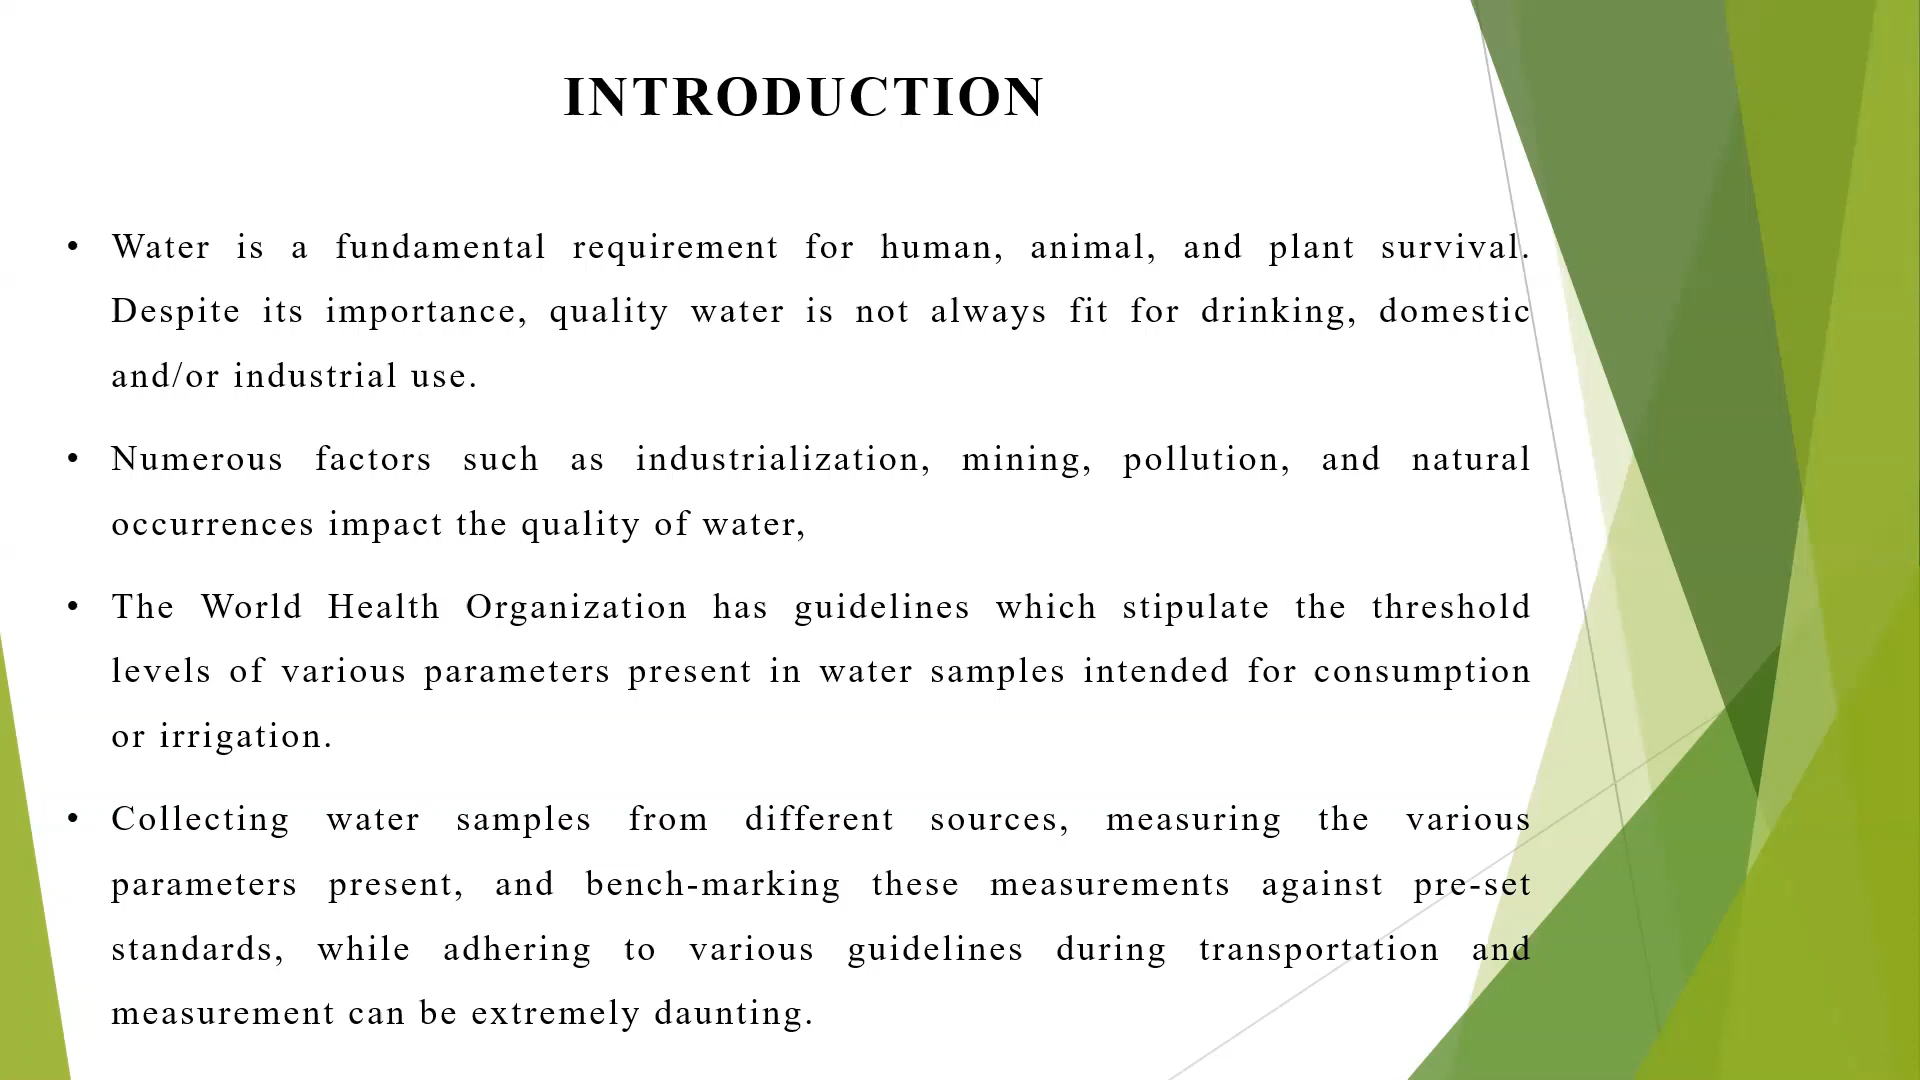 INTRODUCTION
• Water is a fundamental requirement for human, animal, and plant survival.
Despite its importance, quality water is not always fit for drinking, domestic
and/or industrial use.
• Numerous factors such as industrialization, mining, pollution, and natural
occurrences impact the quality of water,
• The World Health Organization has guidelines which stipulate the threshold
levels of various parameters present in water samples intended for consumption
or irrigation.
• Collecting water samples from different sources, measuring the various
parameters present, and bench-marking these measurements against pre-set
standards, while adhering to various guidelines during transportation and
measurement can be extremely daunting.